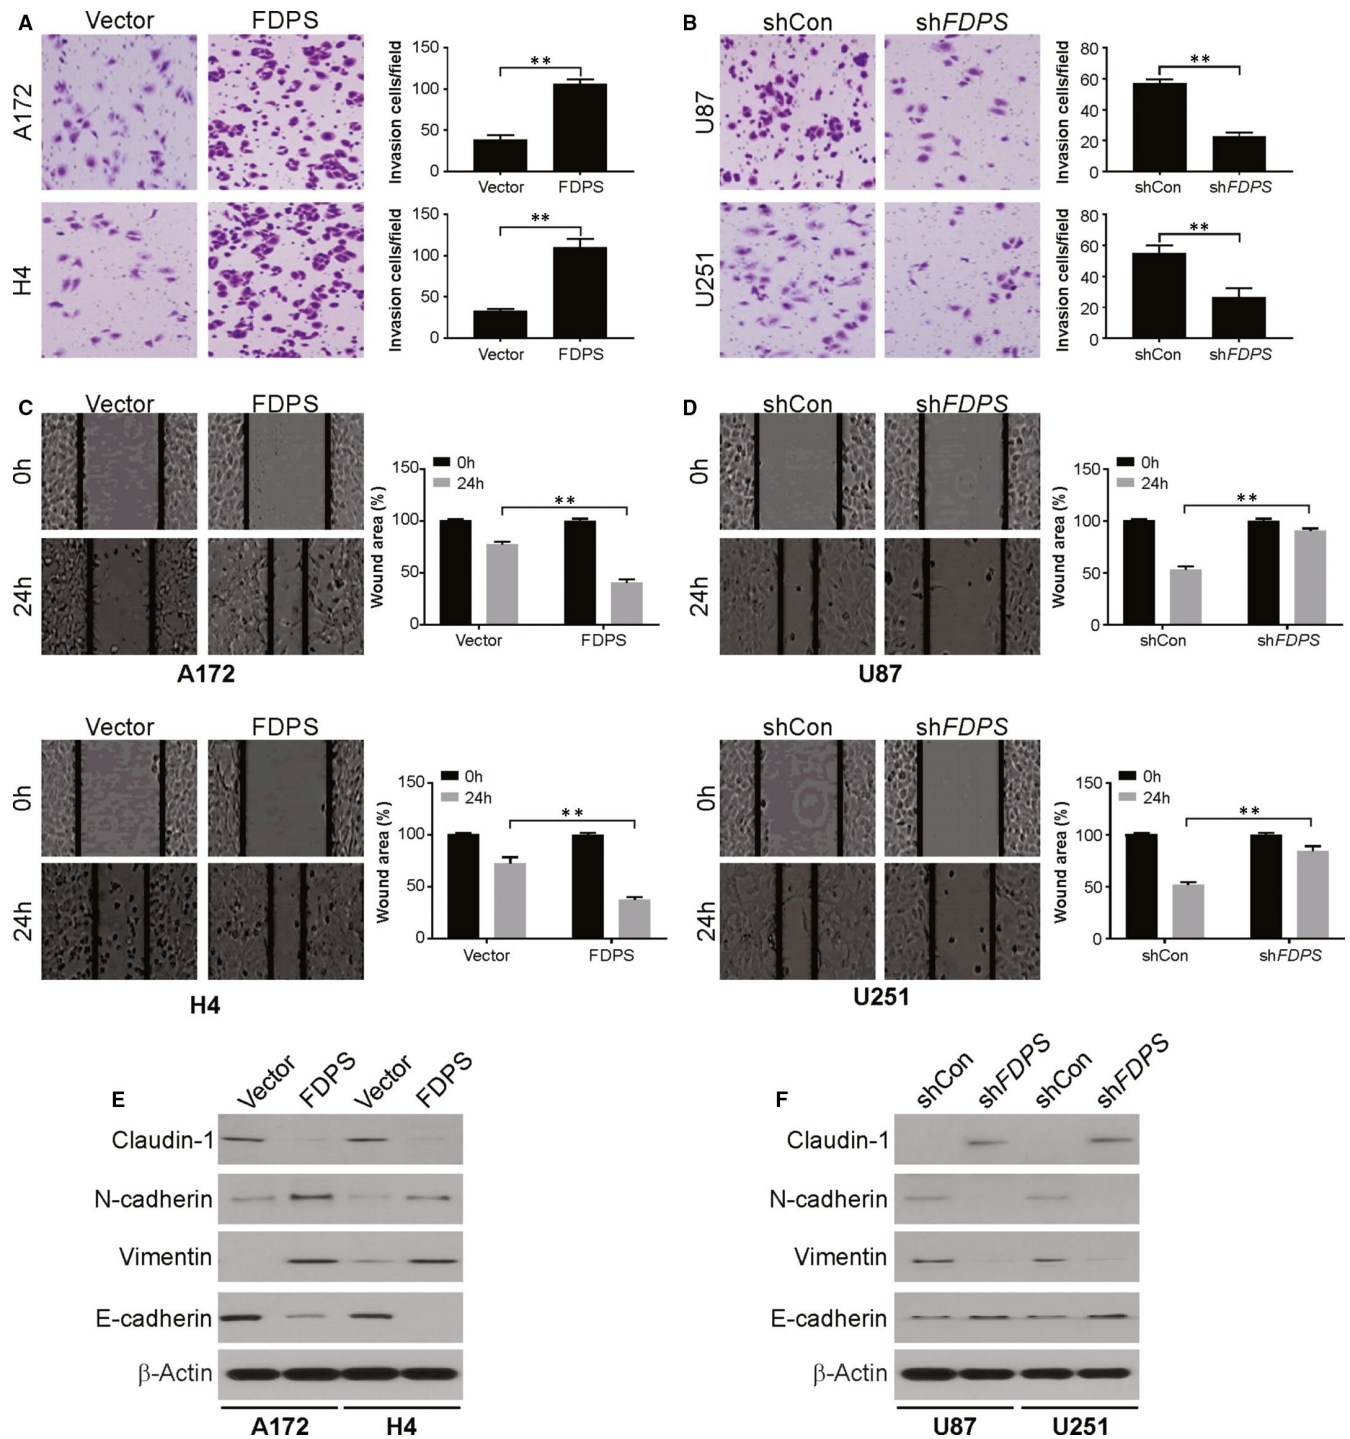 A
Vector
FDPS
A172
H4
Invasion cells/field
150
100
50
0
**
Vector
FDPS
Invasion cells/field
150
100
50
0
**
Vector
FDPS
B
shCon
shFDPS
U87
U251
Invasion cells/field
80
60
40
20
0
**
shCon
shFDPS
Invasion cells/field
80
60
40
20
0
**
shCon
shFDPS
C
Vector
FDPS
0h
24h
A172
Wound area (%)
150
100
50
0
0h
24h
**
Vector
FDPS
Vector
FDPS
0h
24h
H4
Wound area (%)
150
100
50
0
0h
24h
**
Vector
FDPS
D
shCon
shFDPS
0h
24h
U87
Wound area (%)
150
100
50
0
0h
24h
**
shCon
shFDPS
shCon
shFDPS
0h
24h
U251
Wound area (%)
150
100
50
0
0h
24h
**
shCon
shFDPS
E
Vector
FDPS
Vector
FDPS
Claudin-1
N-cadherin
Vimentin
E-cadherin
β-Actin
A172
H4
F
shCon
shFDPS
shCon
shFDPS
Claudin-1
N-cadherin
Vimentin
E-cadherin
β-Actin
U87
U251